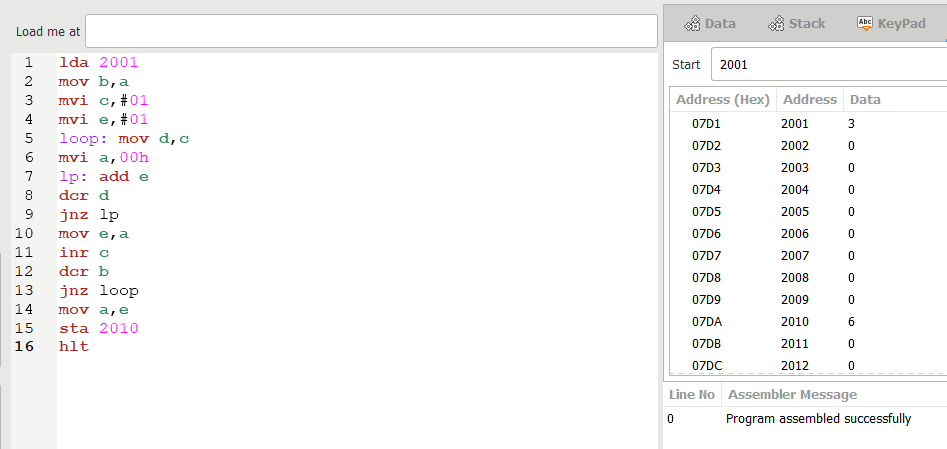 Load me at
1 lda 2001
2 mov b,a
3 mvi c,#01
4 mvi e,#01
5 loop: mov d,c
6 mvi a,00h
7 lp: add e
8 dcr d
9 jnz lp
10 mov e,a
11 inr c
12 dcr b
13 jnz loop
14 mov a,e
15 sta 2010
16 hlt
Data Stack Abc KeyPad
Start 2001
Address (Hex) Address Data
07D1 2001 3
07D2 2002 0
07D3 2003 0
07D4 2004 0
07D5 2005 0
07D6 2006 0
07D7 2007 0
07D8 2008 0
07D9 2009 0
07DA 2010 6
07DB 2011 0
07DC 2012 0
Line No Assembler Message
0 Program assembled successfully